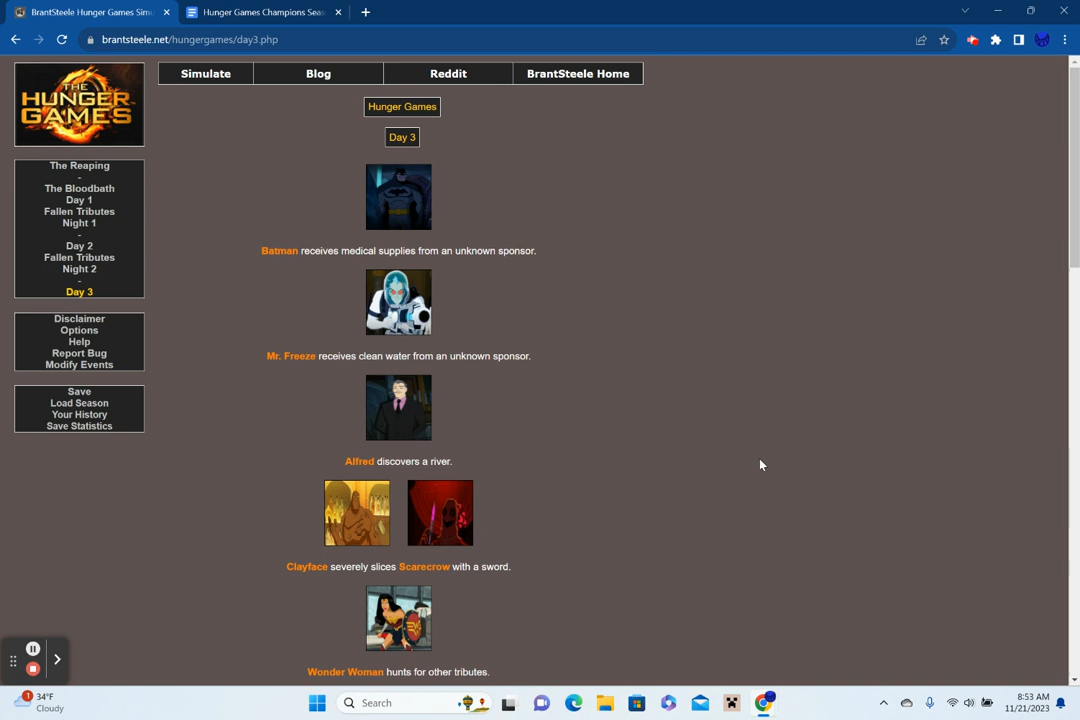 BrantSteele Hunger Games Simu
Hunger Games Champions Seas
brantsteele.net/hungergames/day3.php
THE
HUNGER
GAMES
Simulate
Blog
Reddit
BrantSteele Home
Hunger Games
Day 3
The Reaping
-
The Bloodbath
Day 1
Fallen Tributes
Night 1
-
Day 2
Fallen Tributes
Night 2
-
Day 3
Disclaimer
Options
Help
Report Bug
Modify Events
Save
Load Season
Your History
Save Statistics
Batman receives medical supplies from an unknown sponsor.
Mr. Freeze receives clean water from an unknown sponsor.
Alfred discovers a river.
Clayface severely slices Scarecrow with a sword.
Wonder Woman hunts for other tributes.
1
34°F
Cloudy
Search
8:53 AM
11/21/2023